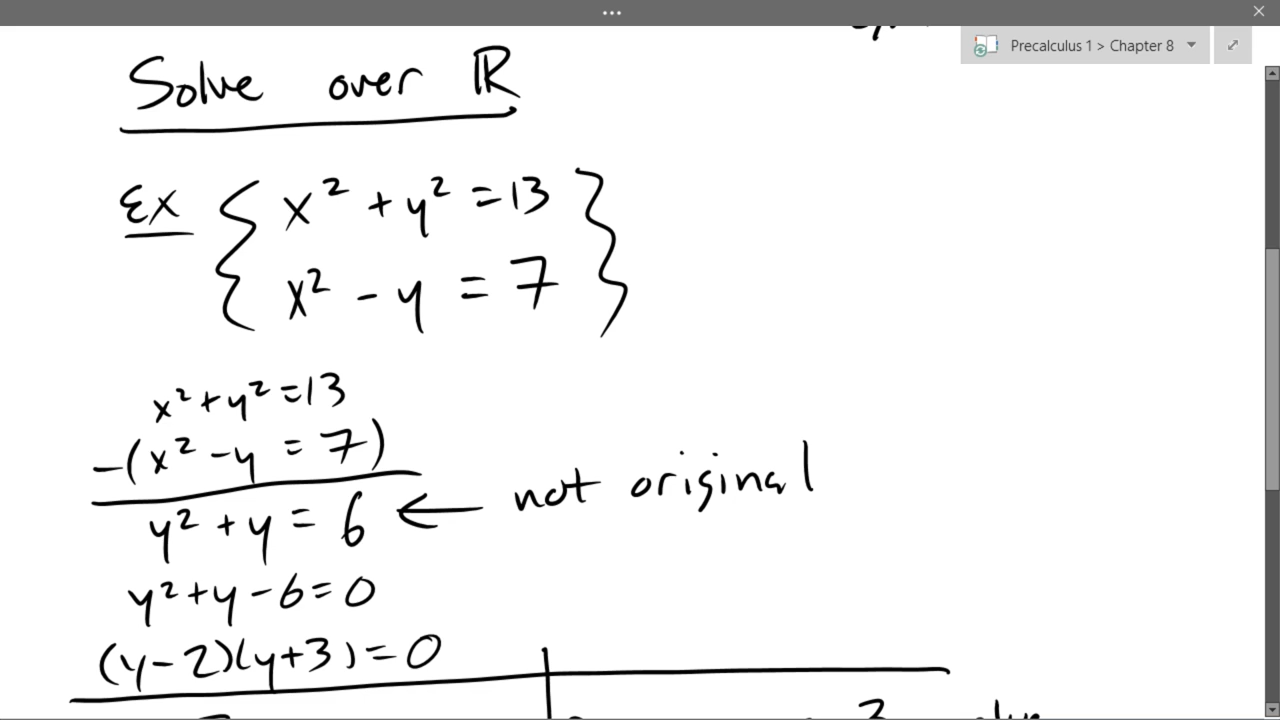 Precalculus 1 > Chapter 8
Solve over ℝ
Ex { x² + y² = 13 }
{ x² - y = 7 }
x² + y² = 13
-(x² - y = 7)
y² + y = 6 ← not original
y² + y - 6 = 0
(y - 2)(y + 3) = 0